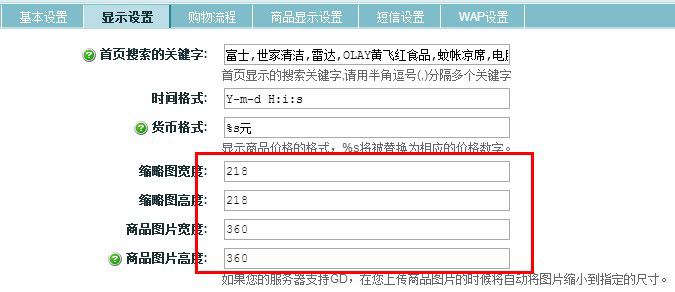 基本设置 显示设置 购物流程 商品显示设置 短信设置 WAP设置
首页搜索的关键字: 富士,世家清洁,雷达,OLAY黄飞红食品,蚊帐凉席,电
首页显示的搜索关键字,请用半角逗号(,)分隔多个关键字
时间格式: Y-m-d H:i:s
货币格式: %s元
显示商品价格的格式，%s将被替换为相应的价格数字。
缩略图宽度: 218
缩略图高度: 218
商品图片宽度: 360
商品图片高度: 360
如果您的服务器支持GD，在您上传商品图片的时候将自动将图片缩小到指定的尺寸。